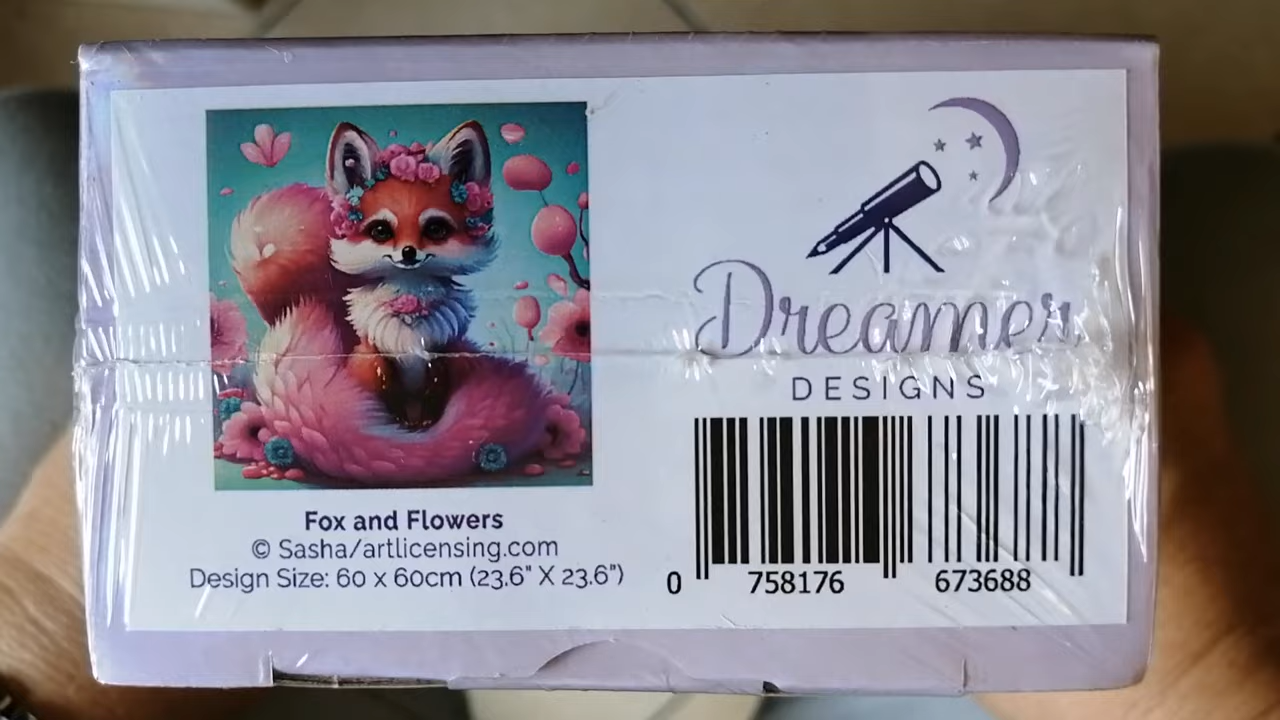 Fox and Flowers
© Sasha/artlicensing.com
Design Size: 60 x 60cm (23.6" X 23.6")
Dreamer
DESIGNS
0 758176 673688